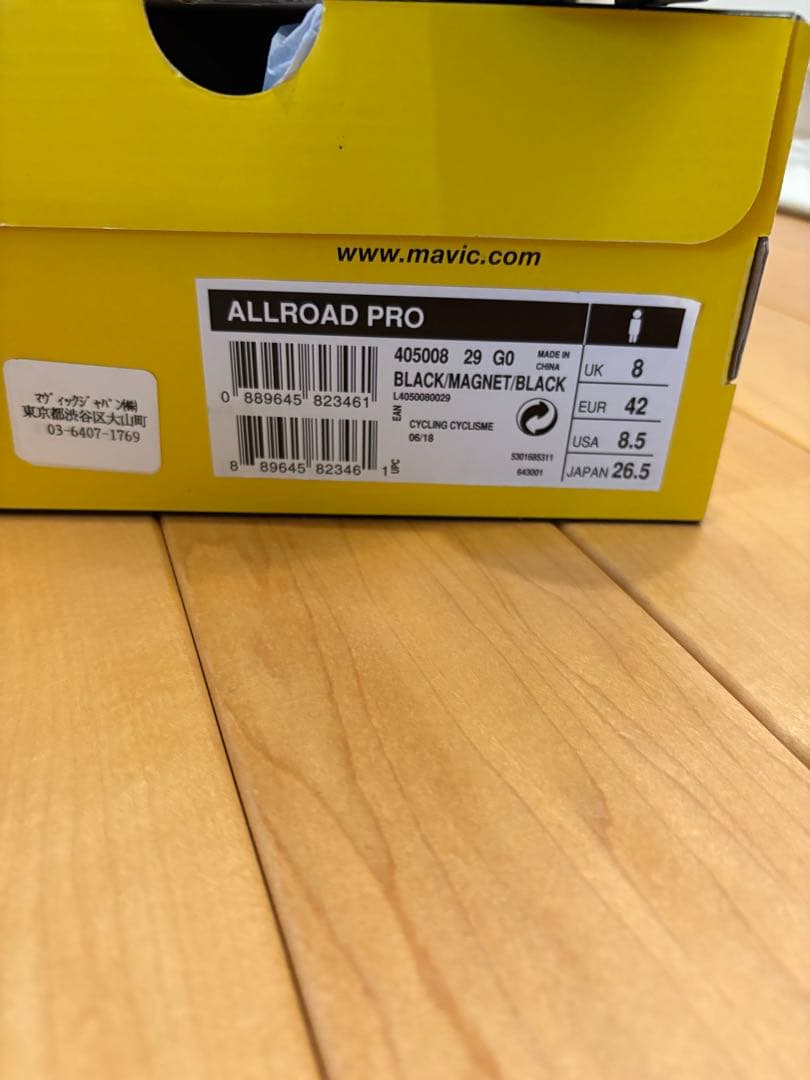 www.mavic.com
ALLROAD PRO
405008 29 G0
MADE IN
CHINA
BLACK/MAGNET/BLACK
L4050080029
0 889645 823461
EAN
CYCLING CYCLISME
06/18
5301685311
643001
8 89645 82346 1
UPC
UK 8
EUR 42
USA 8.5
JAPAN 26.5
マヴィックジャパン㈱
東京都渋谷区大山町
03-6407-1769